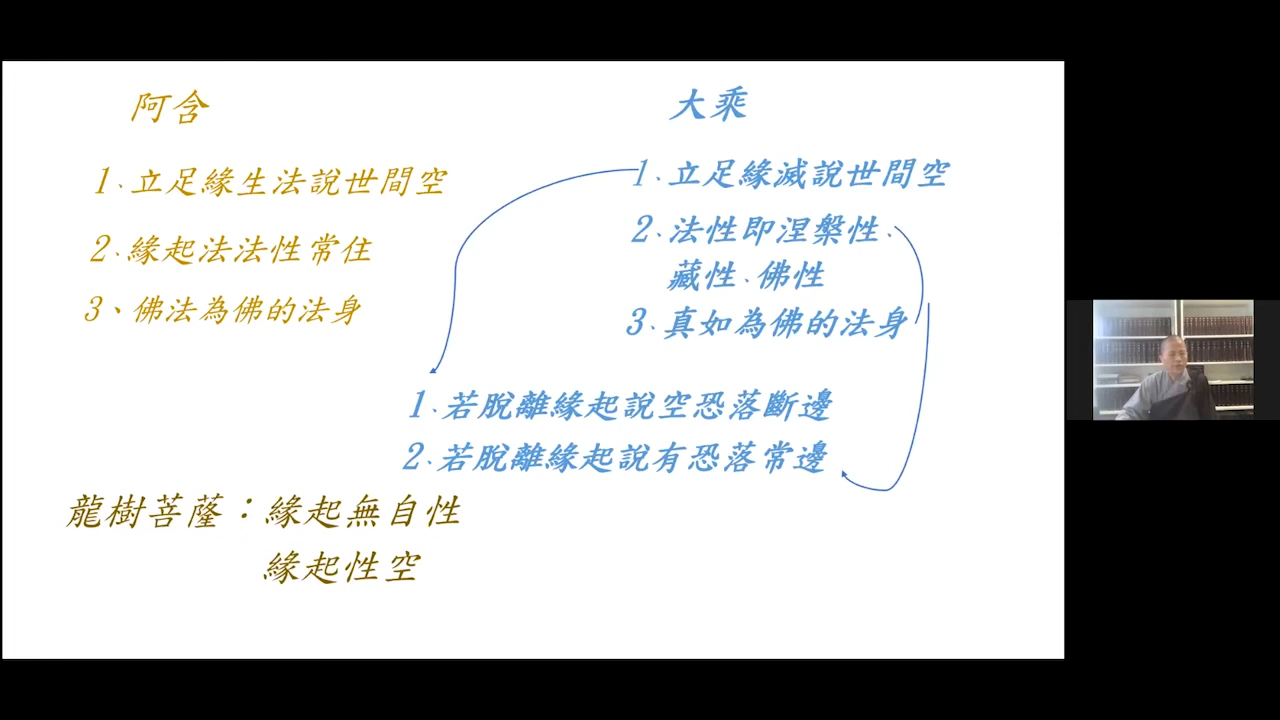 阿含
1、立足緣生法說世間空
2、緣起法法性常住
3、佛法為佛的法身
大乘
1、立足緣滅說世間空
2、法性即涅槃性、
藏性、佛性
3、真如為佛的法身
1、若脫離緣起說空恐落斷邊
2、若脫離緣起說有恐落常邊
龍樹菩薩：緣起無自性
緣起性空